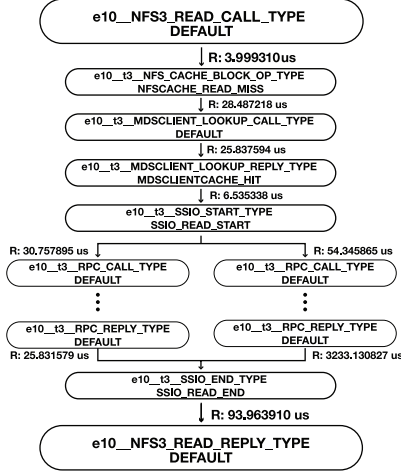 e10__NFS3_READ_CALL_TYPE
DEFAULT
R: 3.999310us
e10__t3__NFS_CACHE_BLOCK_OP_TYPE
NFSCACHE_READ_MISS
R: 28.487218 us
e10__t3__MDSCLIENT_LOOKUP_CALL_TYPE
DEFAULT
R: 25.837594 us
e10__t3__MDSCLIENT_LOOKUP_REPLY_TYPE
MDSCLIENTCACHE_HIT
R: 6.535338 us
e10__t3__SSIO_START_TYPE
SSIO_READ_START
R: 30.757895 us
R: 54.345865 us
e10__t3__RPC_CALL_TYPE
DEFAULT
e10__t3__RPC_CALL_TYPE
DEFAULT
e10__t3__RPC_REPLY_TYPE
DEFAULT
e10__t3__RPC_REPLY_TYPE
DEFAULT
R: 25.831579 us
R: 3233.130827 us
e10__t3__SSIO_END_TYPE
SSIO_READ_END
R: 93.963910 us
e10__NFS3_READ_REPLY_TYPE
DEFAULT